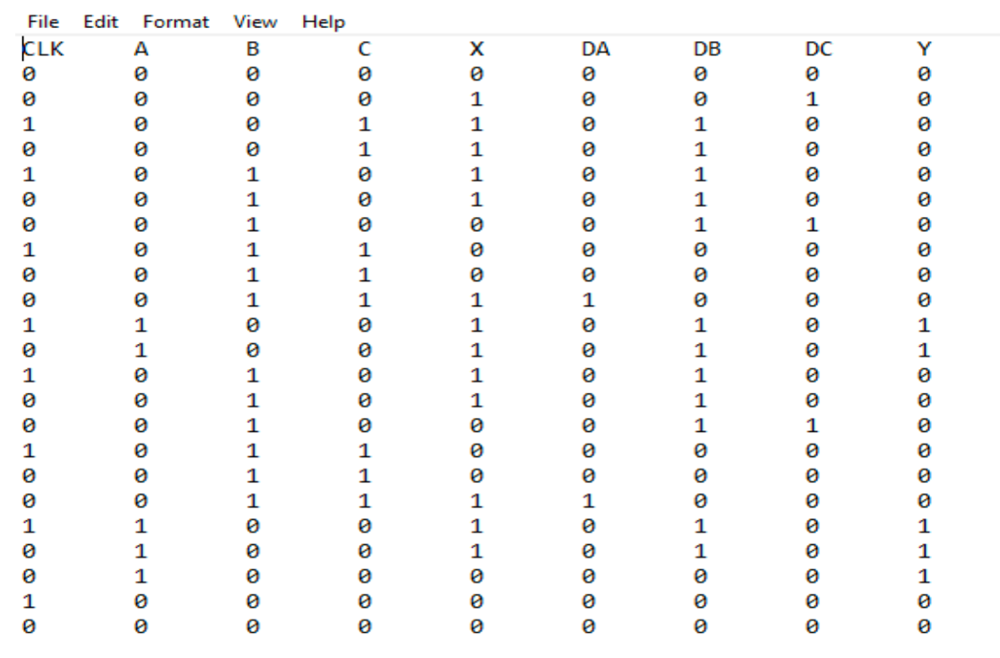 File Edit Format View Help
CLK A B C X DA DB DC Y
0 0 0 0 0 0 0 0 0
0 0 0 0 1 0 0 1 0
1 0 0 1 1 0 1 0 0
0 0 0 1 1 0 1 0 0
1 0 1 0 1 0 1 0 0
0 0 1 0 1 0 1 0 0
0 0 1 0 0 0 1 1 0
1 0 1 1 0 0 0 0 0
0 0 1 1 0 0 0 0 0
0 0 1 1 1 1 0 0 0
1 1 0 0 1 0 1 0 1
0 1 0 0 1 0 1 0 1
1 0 1 0 1 0 1 0 0
0 0 1 0 1 0 1 0 0
0 0 1 0 0 0 1 1 0
1 0 1 1 0 0 0 0 0
0 0 1 1 0 0 0 0 0
0 0 1 1 1 1 0 0 0
1 1 0 0 1 0 1 0 1
0 1 0 0 1 0 1 0 1
0 1 0 0 0 0 0 0 1
1 0 0 0 0 0 0 0 0
0 0 0 0 0 0 0 0 0